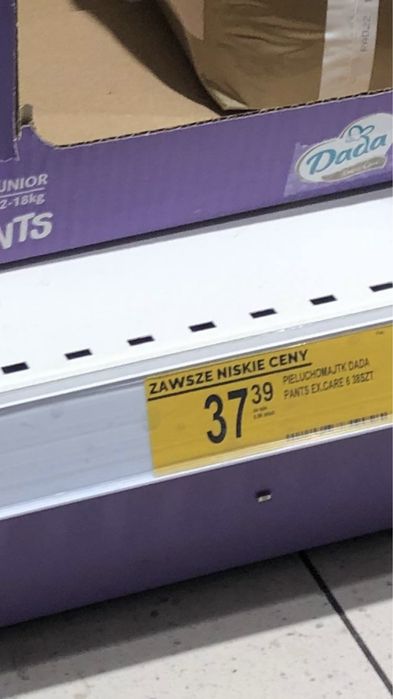 Dada
UNIOR
2-18kg
NTS
ZAWSZE NISKIE CENY
37 39
PIELUCHOMAJTK DADA
PANTS EX.CARE 6 38SZT